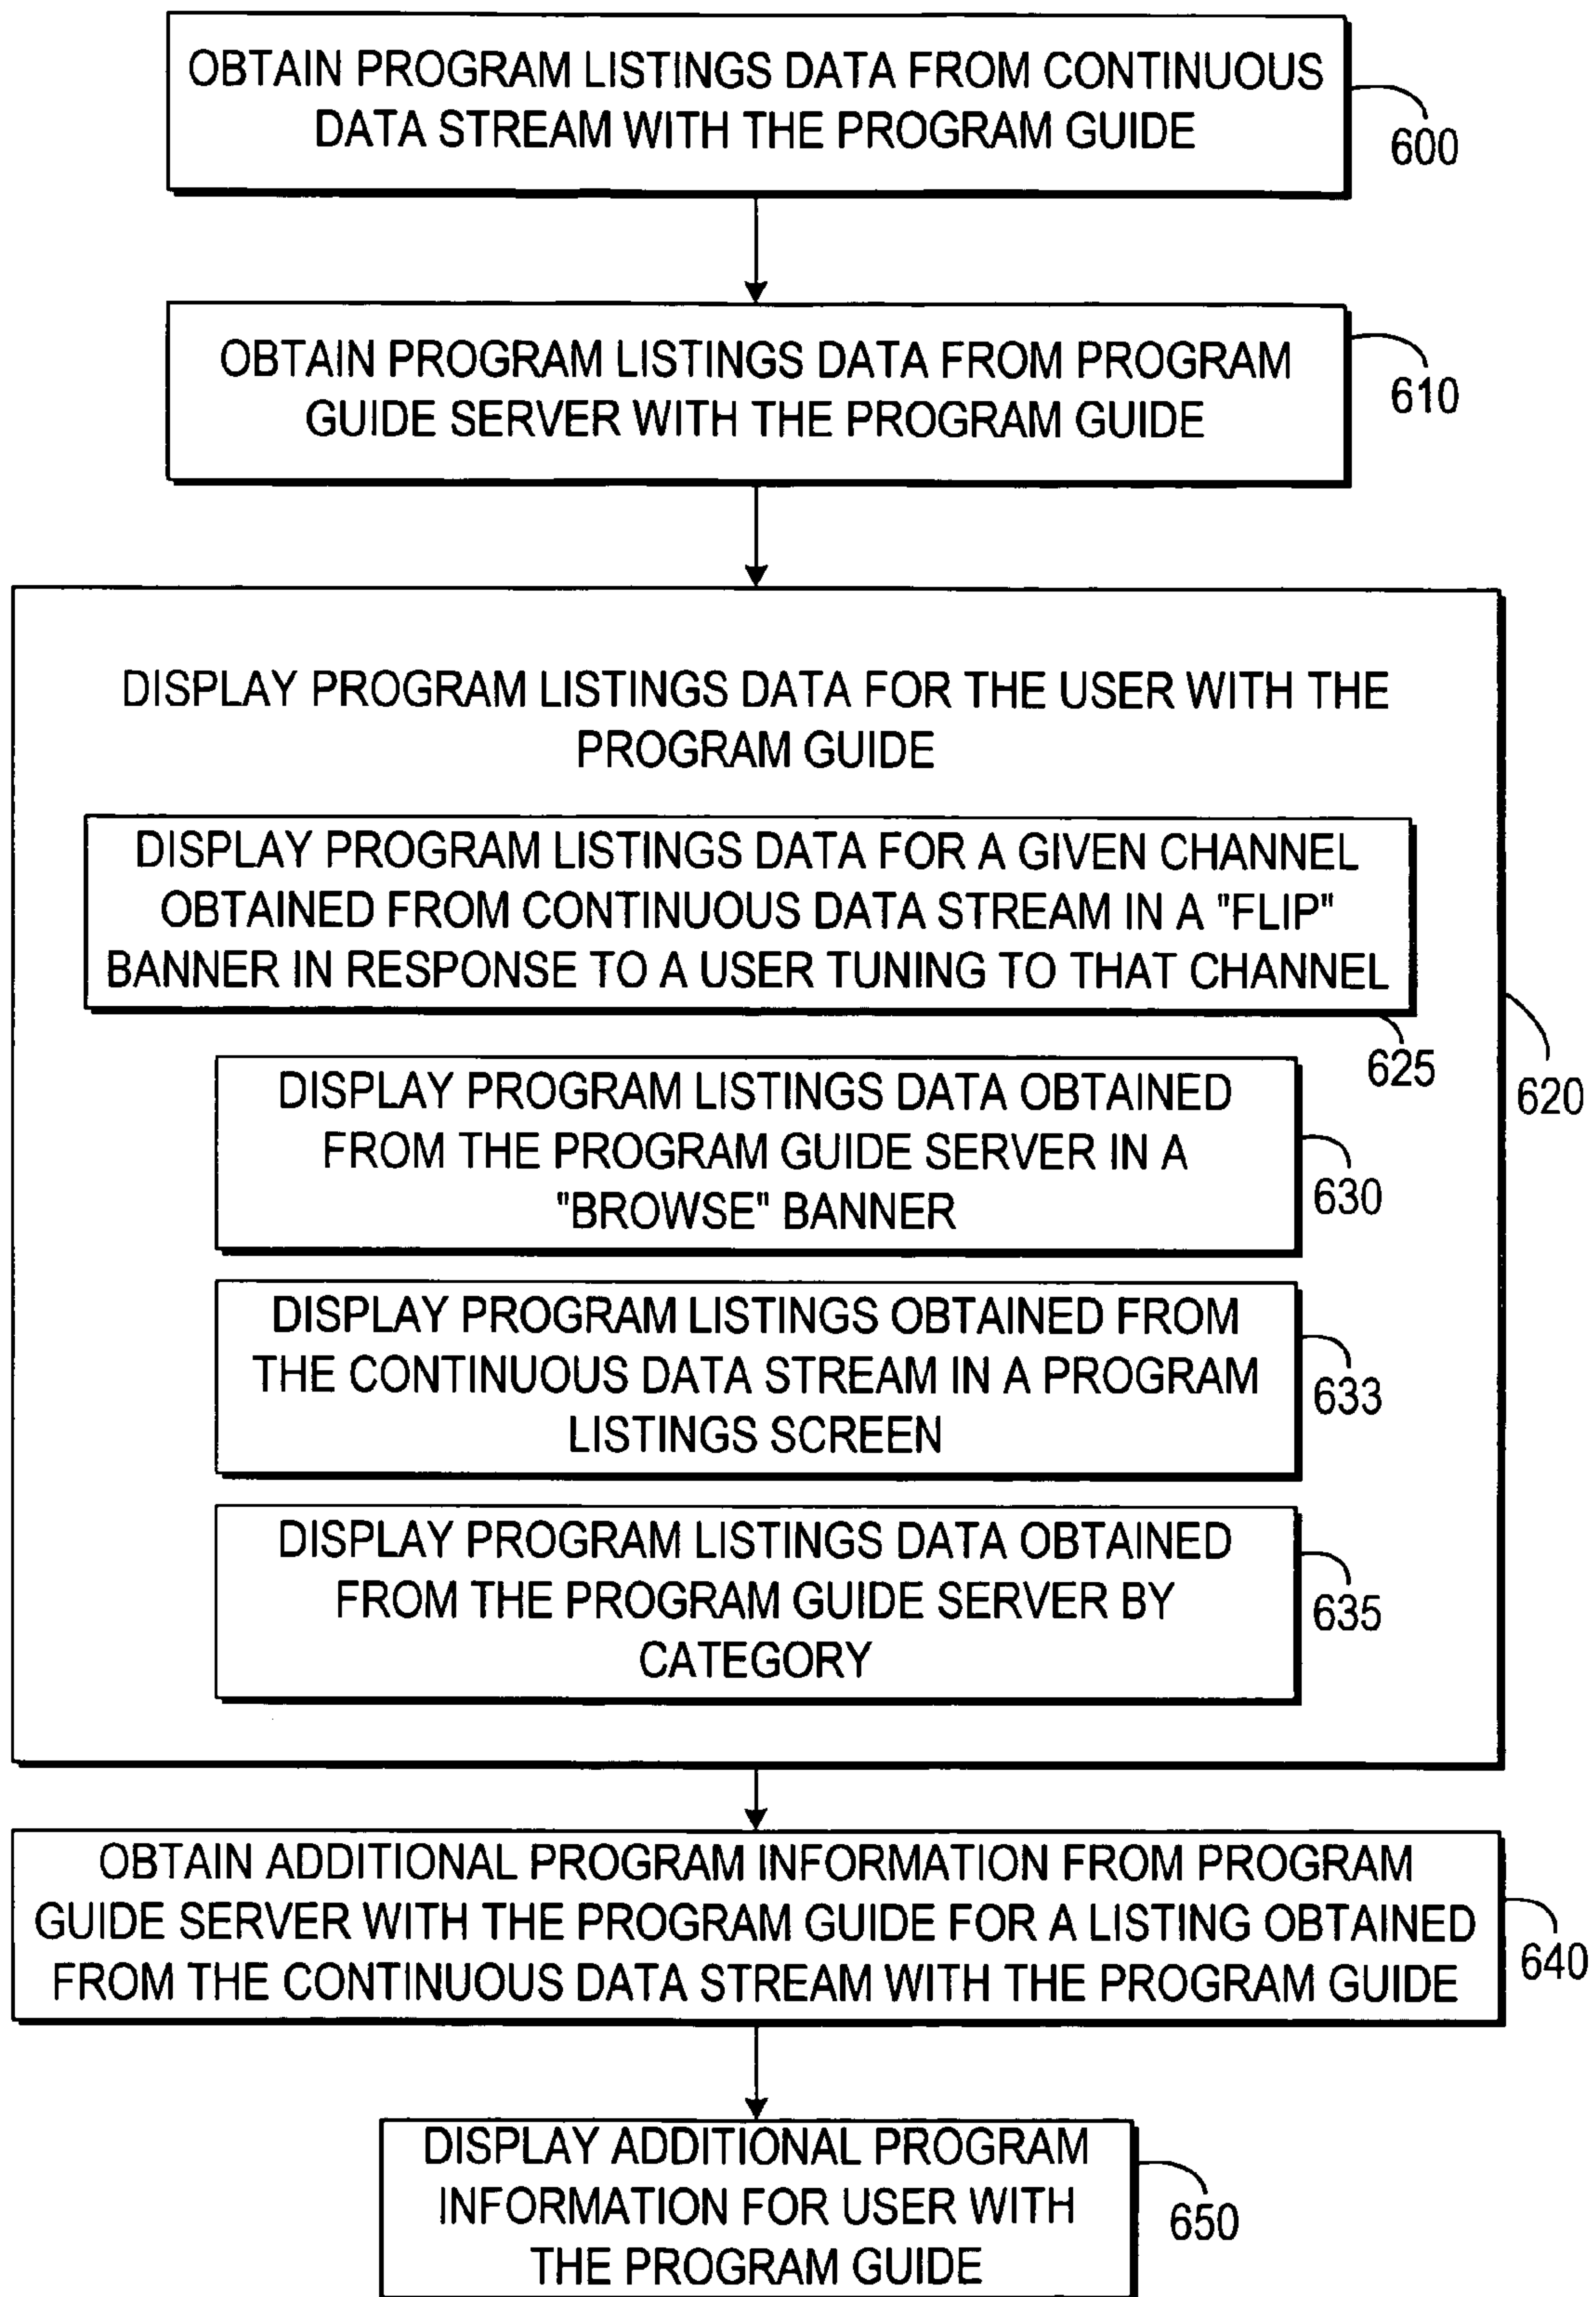 OBTAIN PROGRAM LISTINGS DATA FROM CONTINUOUS
DATA STREAM WITH THE PROGRAM GUIDE
600
OBTAIN PROGRAM LISTINGS DATA FROM PROGRAM
GUIDE SERVER WITH THE PROGRAM GUIDE
610
DISPLAY PROGRAM LISTINGS DATA FOR THE USER WITH THE
PROGRAM GUIDE
DISPLAY PROGRAM LISTINGS DATA FOR A GIVEN CHANNEL
OBTAINED FROM CONTINUOUS DATA STREAM IN A "FLIP"
BANNER IN RESPONSE TO A USER TUNING TO THAT CHANNEL
625
620
DISPLAY PROGRAM LISTINGS DATA OBTAINED
FROM THE PROGRAM GUIDE SERVER IN A
"BROWSE" BANNER
630
DISPLAY PROGRAM LISTINGS OBTAINED FROM
THE CONTINUOUS DATA STREAM IN A PROGRAM
LISTINGS SCREEN
633
DISPLAY PROGRAM LISTINGS DATA OBTAINED
FROM THE PROGRAM GUIDE SERVER BY
CATEGORY
635
OBTAIN ADDITIONAL PROGRAM INFORMATION FROM PROGRAM
GUIDE SERVER WITH THE PROGRAM GUIDE FOR A LISTING OBTAINED
FROM THE CONTINUOUS DATA STREAM WITH THE PROGRAM GUIDE
640
DISPLAY ADDITIONAL PROGRAM
INFORMATION FOR USER WITH
THE PROGRAM GUIDE
650